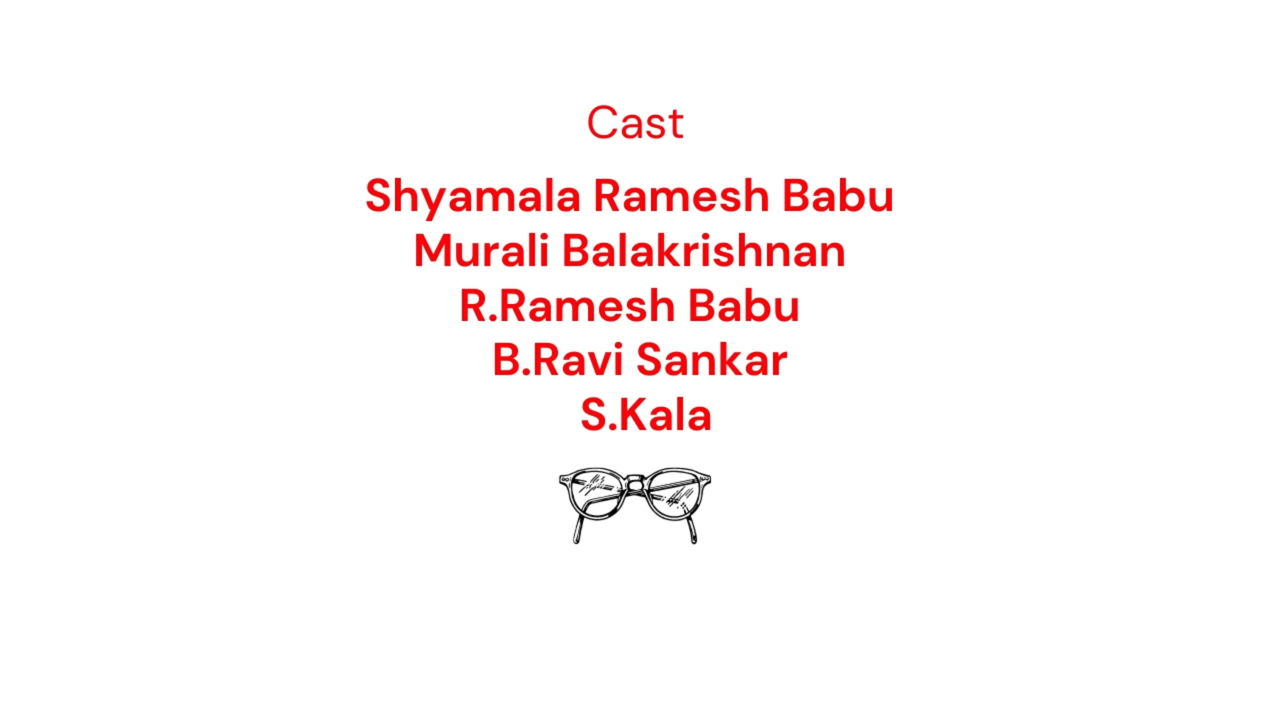 Cast
Shyamala Ramesh Babu
Murali Balakrishnan
R.Ramesh Babu
B.Ravi Sankar
S.Kala